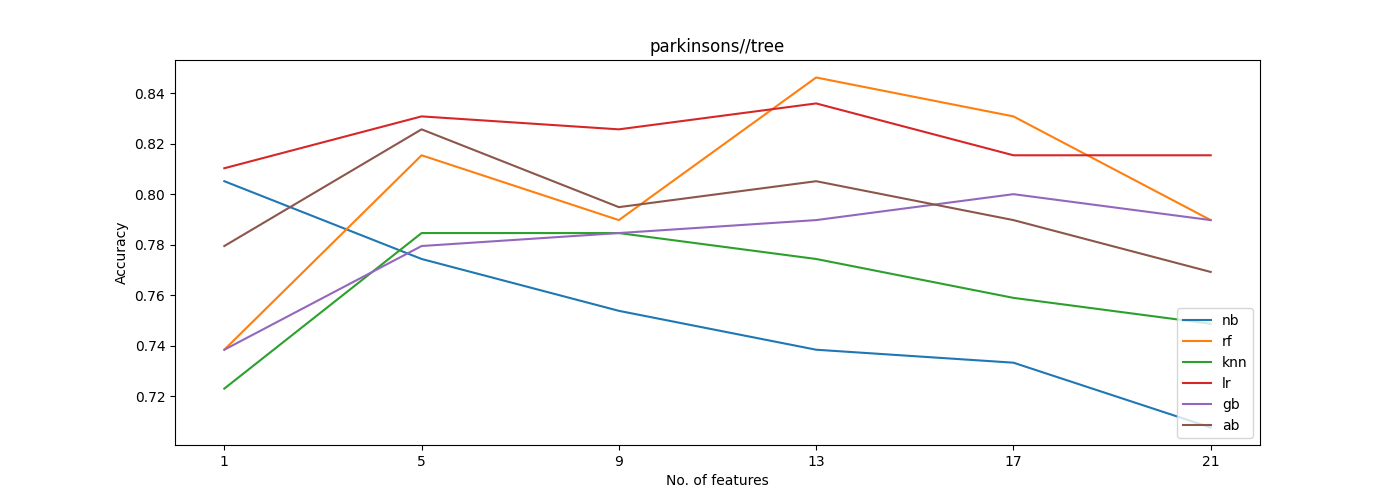 parkinsons//tree
Accuracy
0.84
0.82
0.80
0.78
0.76
0.74
0.72
1 5 9 13 17 21
No. of features
nb
rf
knn
lr
gb
ab